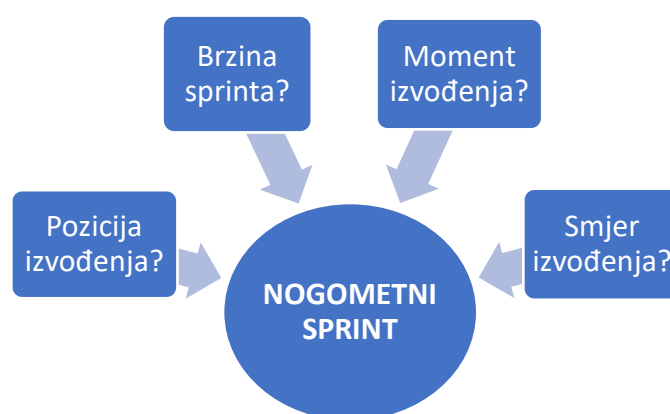 Brzina
sprinta?
Moment
izvođenja?
Pozicija
izvođenja?
Smjer
izvođenja?
NOGOMETNI
SPRINT